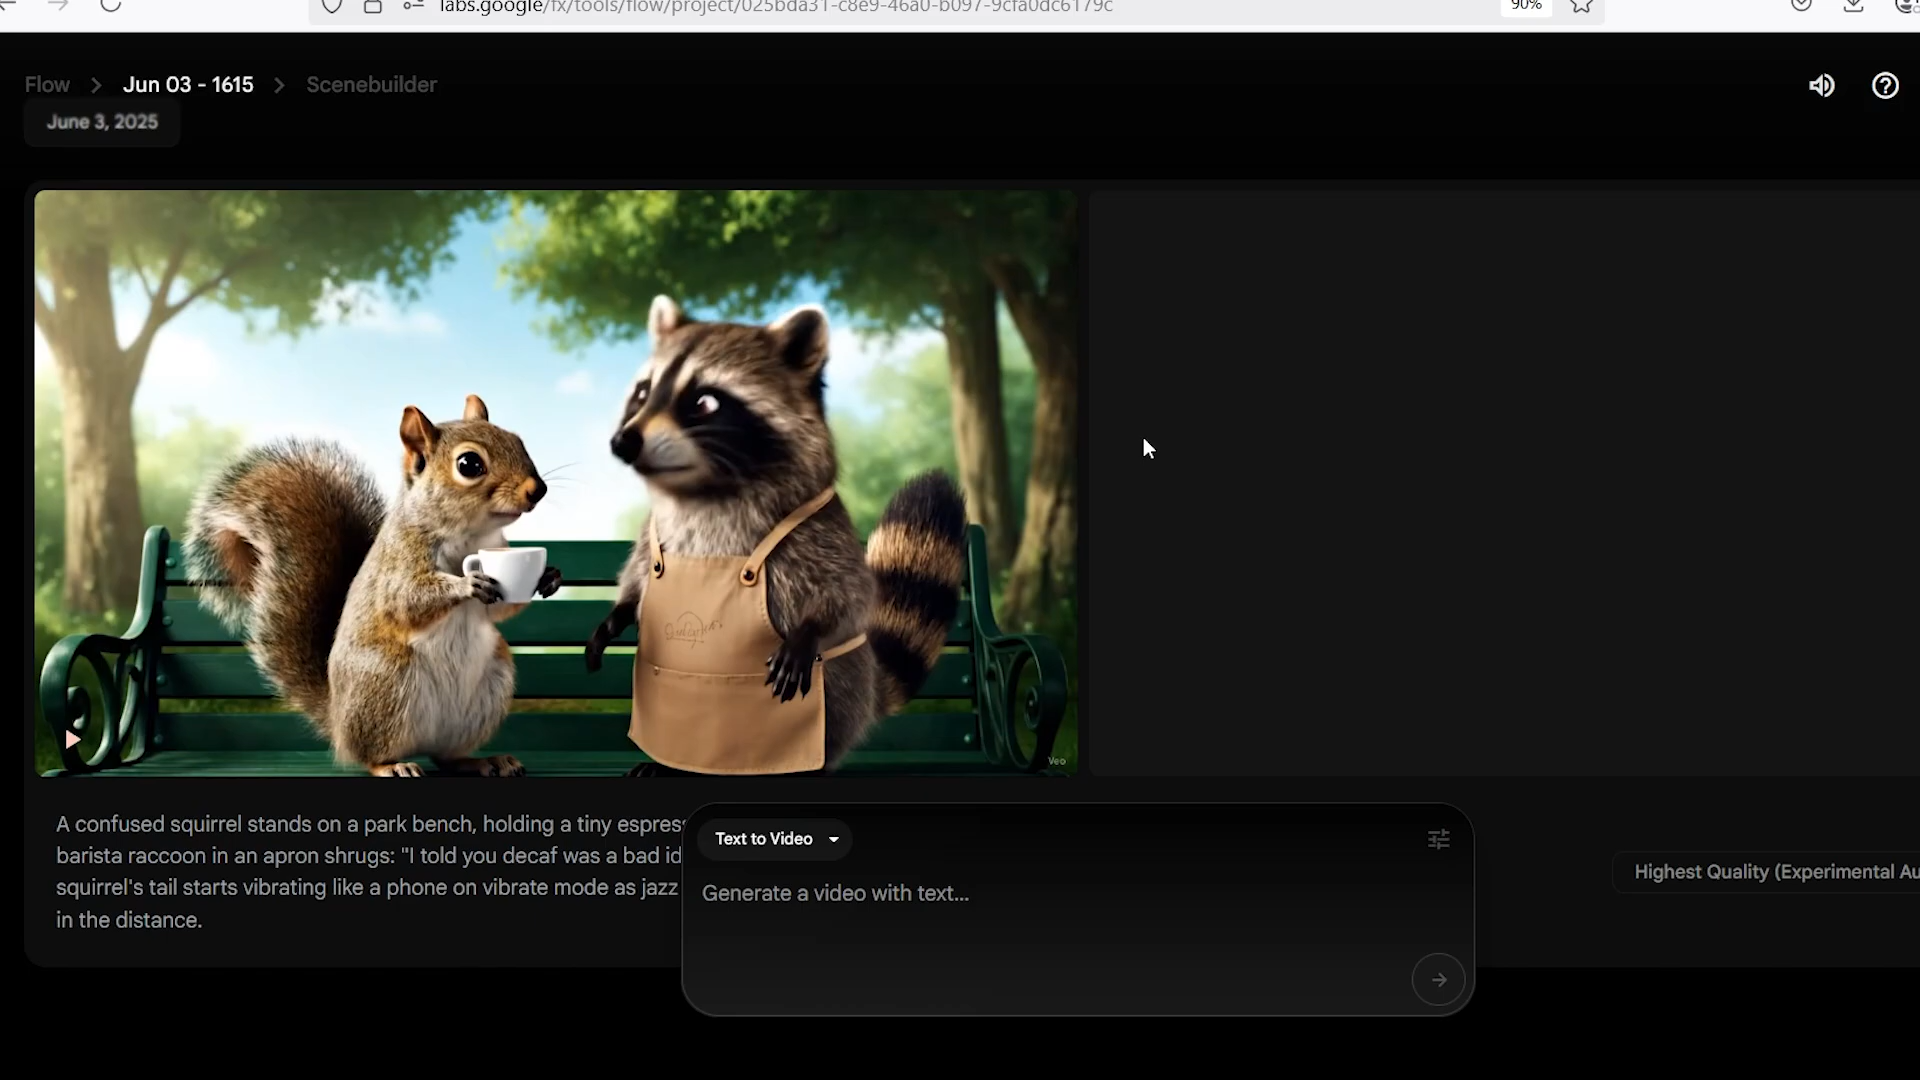 labs.google/fx/tools/flow/project/025bda31-c8e9-46a0-b097-9cfa0dc6179c
90%
Flow > Jun 03 - 1615 > Scenebuilder
June 3, 2025
Veo
A confused squirrel stands on a park bench, holding a tiny espress
barista raccoon in an apron shrugs: "I told you decaf was a bad id
squirrel's tail starts vibrating like a phone on vibrate mode as jazz
in the distance.
Text to Video
Generate a video with text...
Highest Quality (Experimental Au